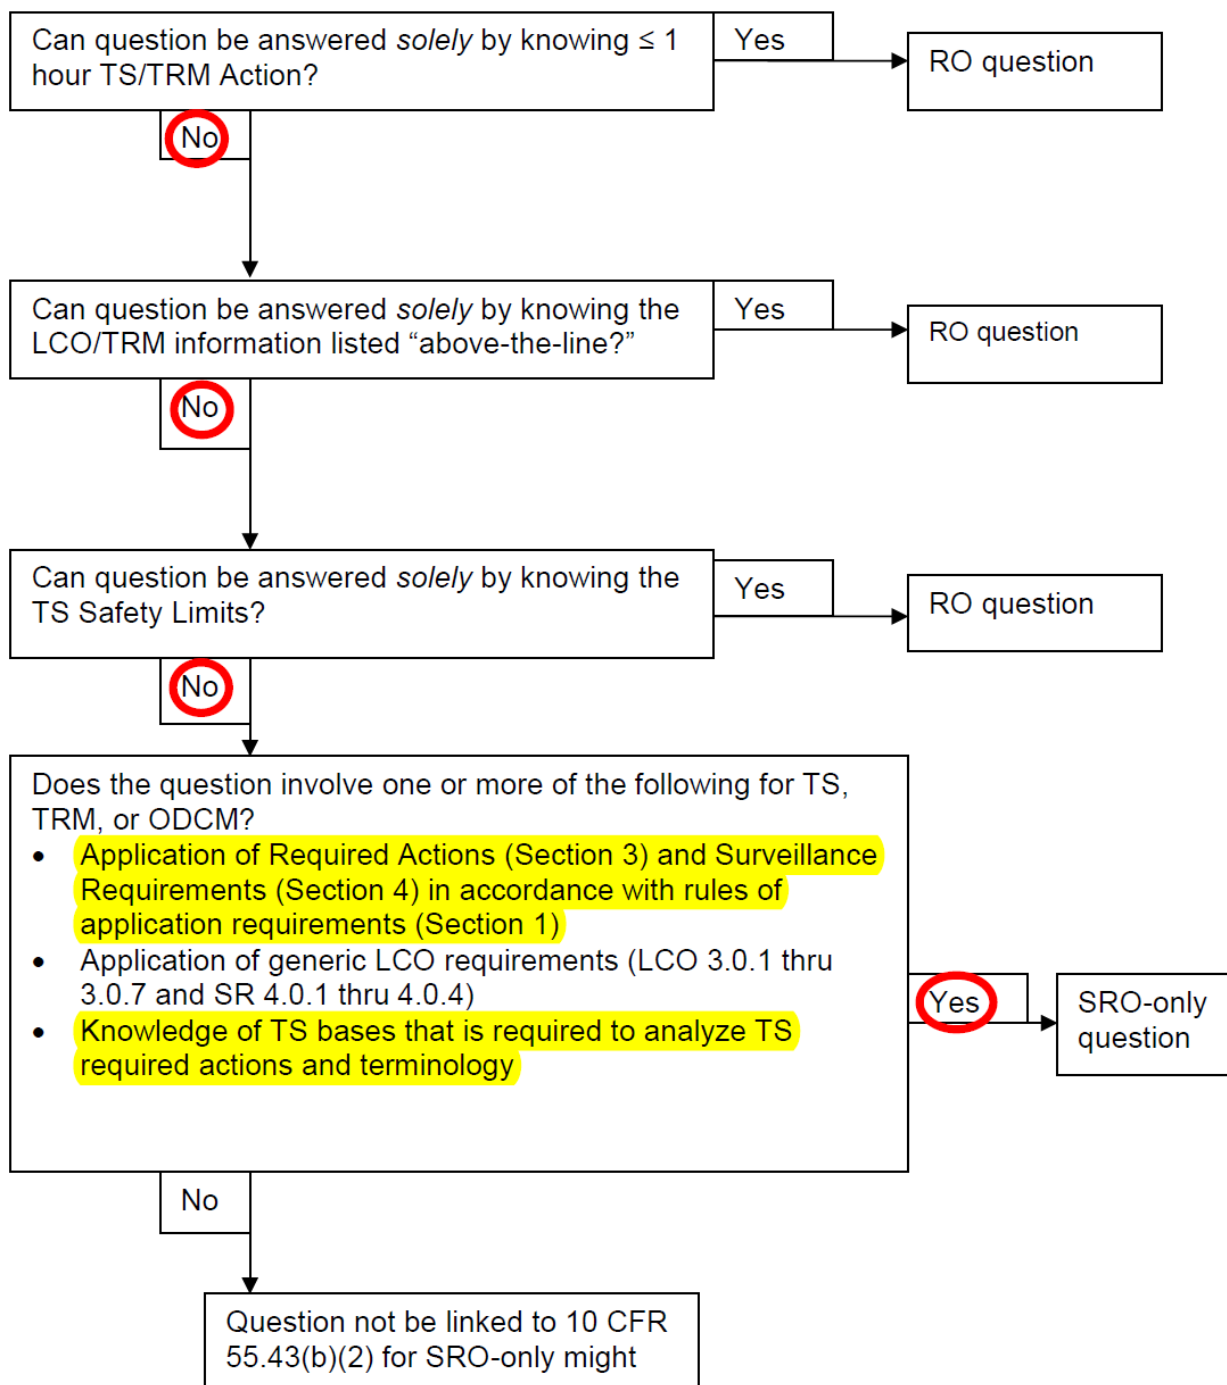 Can question be answered solely by knowing ≤ 1
hour TS/TRM Action?
Yes
RO question
No
Can question be answered solely by knowing the
LCO/TRM information listed “above-the-line?”
Yes
RO question
No
Can question be answered solely by knowing the
TS Safety Limits?
Yes
RO question
No
Does the question involve one or more of the following for TS,
TRM, or ODCM?
• Application of Required Actions (Section 3) and Surveillance
Requirements (Section 4) in accordance with rules of
application requirements (Section 1)
• Application of generic LCO requirements (LCO 3.0.1 thru
3.0.7 and SR 4.0.1 thru 4.0.4)
• Knowledge of TS bases that is required to analyze TS
required actions and terminology
Yes
SRO-only
question
No
Question not be linked to 10 CFR
55.43(b)(2) for SRO-only might